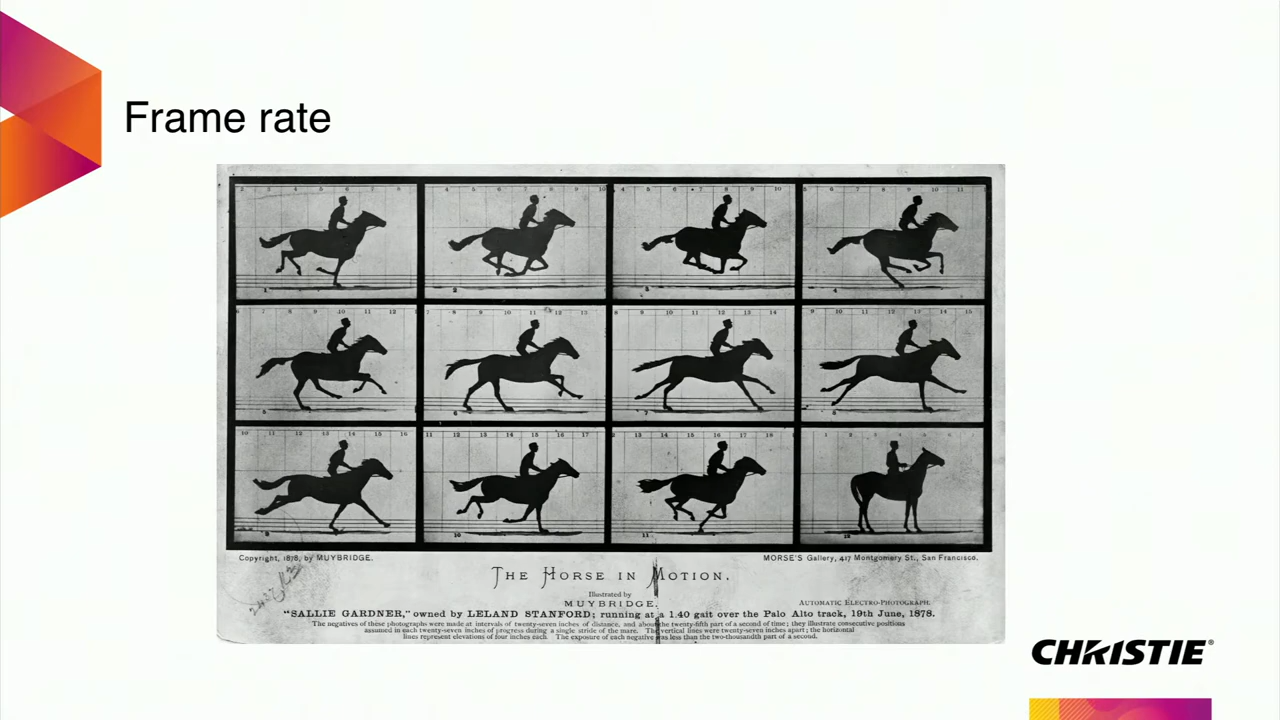 Frame rate
Copyright, 1878, by MUYBRIDGE.
MORSE'S Gallery, 417 Montgomery St., San Francisco.
THE HORSE IN MOTION.
Illustrated by
MUYBRIDGE.
AUTOMATIC ELECTRO-PHOTOGRAPH.
"SALLIE GARDNER," owned by LELAND STANFORD; running at a 1.40 gait over the Palo Alto track, 19th June, 1878.
The negatives of these photographs were made at intervals of twenty-seven inches of distance, and about the twenty-fifth part of a second of time; they illustrate consecutive positions
assumed in each twenty-seven inches of progress during a single stride of the mare. The vertical lines were twenty-seven inches apart; the horizontal
lines represent elevations of four inches each. The exposure of each negative was less than the two-thousandth part of a second.
CHRISTIE®